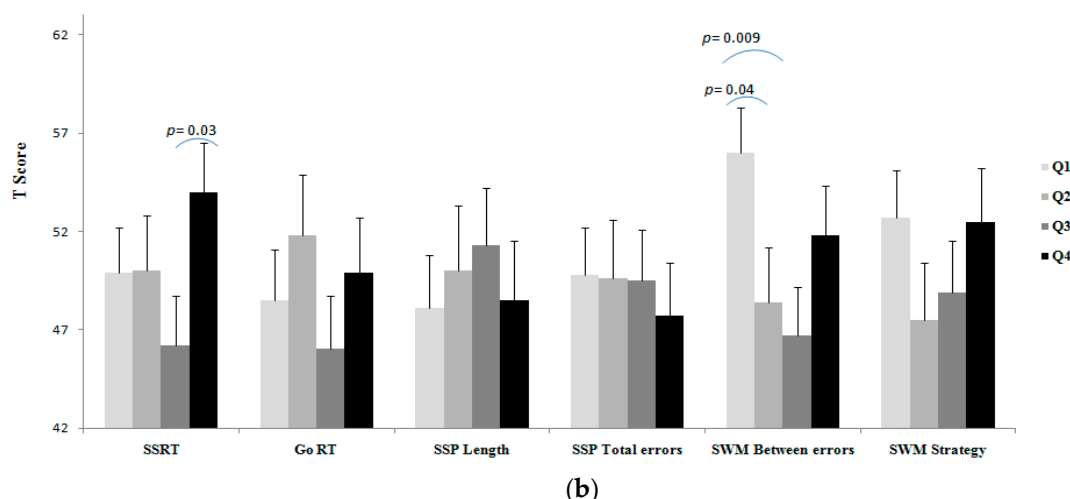 62
p= 0.009
p= 0.04
57
p= 0.03
T Score
Q1
Q2
52
Q3
Q4
47
42
SSRT
Go RT
SSP Length
SSP Total errors
SWM Between errors
SWM Strategy
(b)